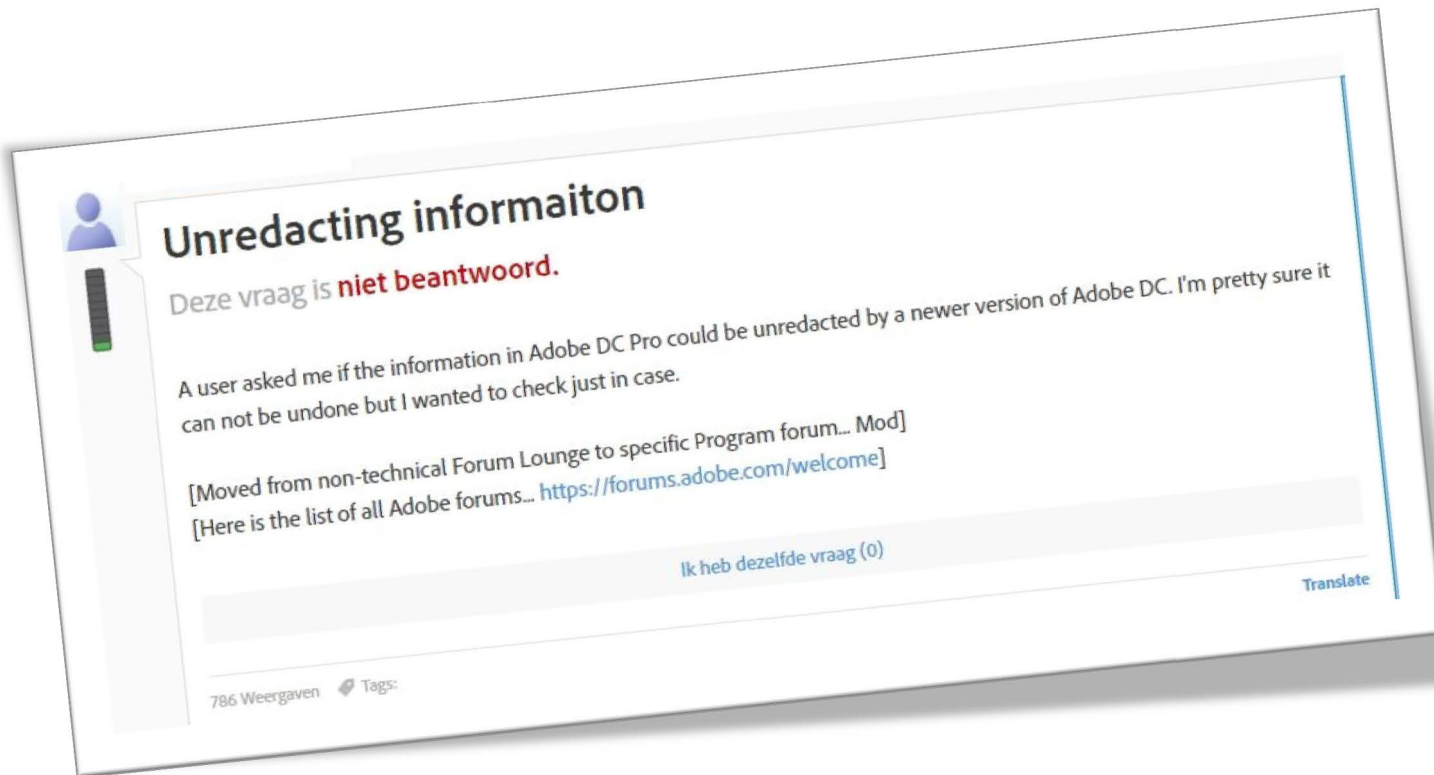 Unredacting informaiton
Deze vraag is niet beantwoord.
A user asked me if the information in Adobe DC Pro could be unredacted by a newer version of Adobe DC. I'm pretty sure it
can not be undone but I wanted to check just in case.
[Moved from non-technical Forum Lounge to specific Program forum... Mod]
[Here is the list of all Adobe forums... https://forums.adobe.com/welcome]
Ik heb dezelfde vraag (0)
Translate
786 Weergaven Tags: